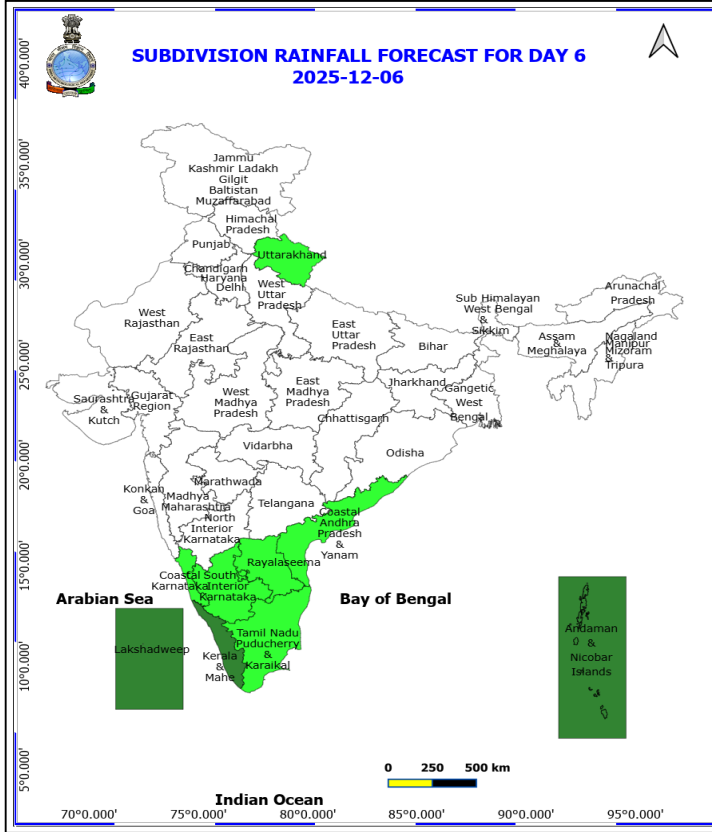 SUBDIVISION RAINFALL FORECAST FOR DAY 6
2025-12-06
40°0.000'
35°0.000'
30°0.000'
25°0.000'
20°0.000'
15°0.000'
10°0.000'
5°0.000'
Jammu
Kashmir Ladakh
Gilgit
Baltistan
Muzaffarabad
Himachal
Pradesh
Punjab
Uttarakhand
Chandigarh
Haryana
Delhi
West
Uttar
Pradesh
West
Rajasthan
East
Rajasthan
East
Uttar
Pradesh
Bihar
Sub Himalayan
West Bengal
&
Sikkim
Arunachal
Pradesh
Assam
&
Meghalaya
Nagaland
Manipur
Mizoram
&
Tripura
Saurashtra
&
Kutch
Gujarat
Region
West
Madhya
Pradesh
East
Madhya
Pradesh
Jharkhand
Gangetic
West
Bengal
Chhattisgarh
Odisha
Vidarbha
Konkan
&
Goa
Madhya
Maharashtra
Marathwada
Telangana
North
Interior
Karnataka
Coastal
Andhra
Pradesh
&
Yanam
Rayalaseema
Coastal
Karnataka
South
Interior
Karnataka
Arabian Sea
Bay of Bengal
Lakshadweep
Kerala
&
Mahe
Tamil Nadu
Puducherry
&
Karaikal
Andaman
&
Nicobar
Islands
0 250 500 km
Indian Ocean
70°0.000' 75°0.000' 80°0.000' 85°0.000' 90°0.000' 95°0.000'